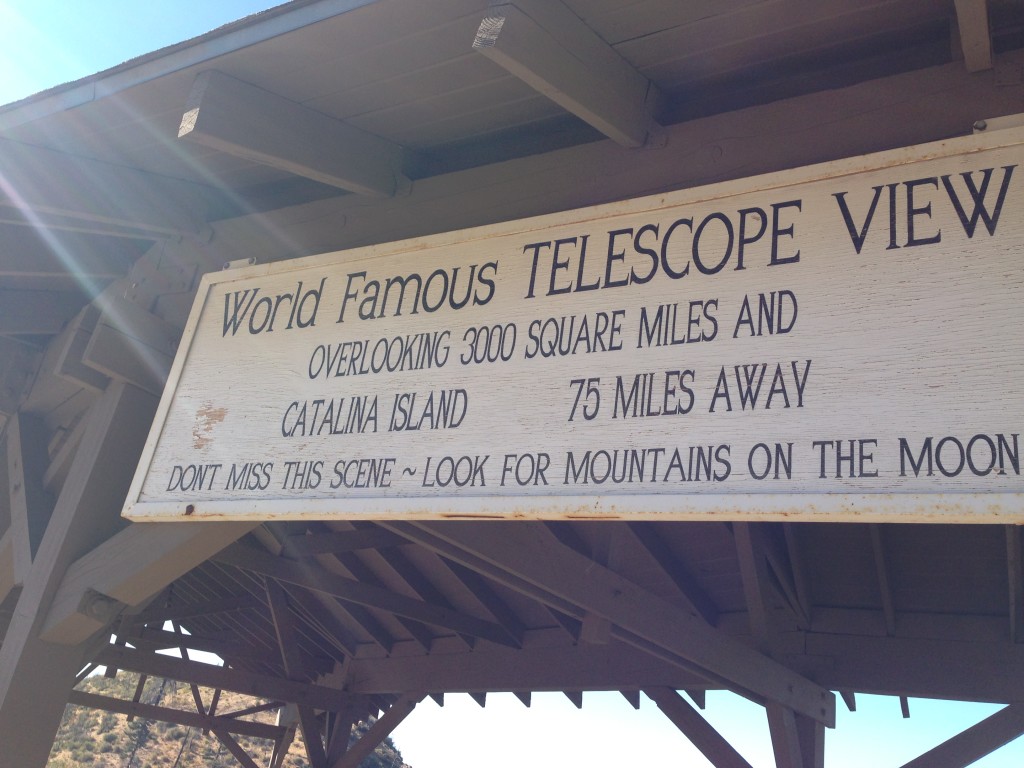 World Famous TELESCOPE VIEW
OVERLOOKING 3000 SQUARE MILES AND
CATALINA ISLAND 75 MILES AWAY
DONT MISS THIS SCENE ~ LOOK FOR MOUNTAINS ON THE MOON